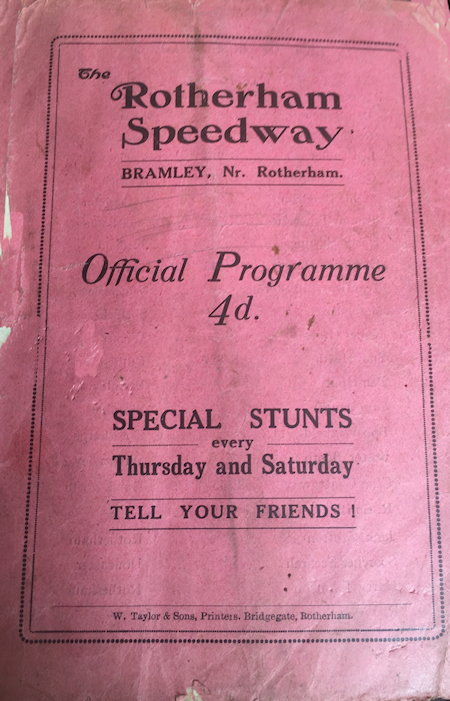 The
Rotherham
Speedway
BRAMLEY, Nr. Rotherham.
Official Programme
4d.
SPECIAL STUNTS
every
Thursday and Saturday
TELL YOUR FRIENDS !
W. Taylor & Sons, Printers. Bridgegate, Rotherham.